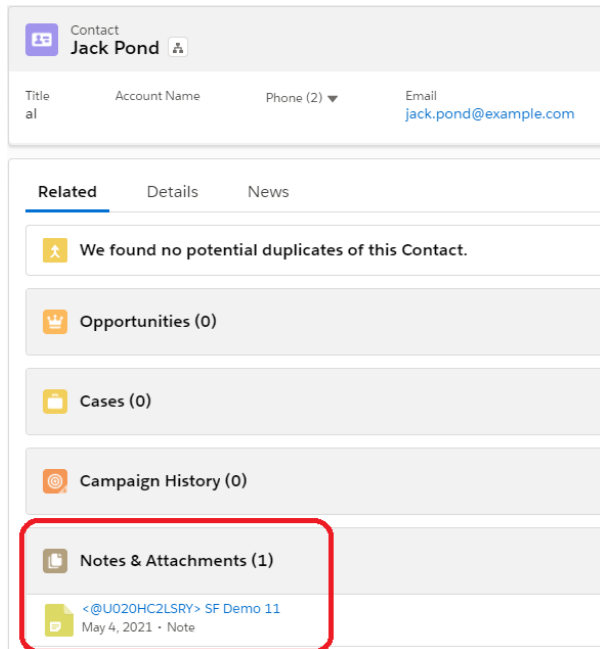 Contact
Jack Pond
Title Account Name Phone (2) Email
al jack.pond@example.com
Related Details News
We found no potential duplicates of this Contact.
Opportunities (0)
Cases (0)
Campaign History (0)
Notes & Attachments (1)
<@U020HC2LSRY> SF Demo 11
May 4, 2021 • Note